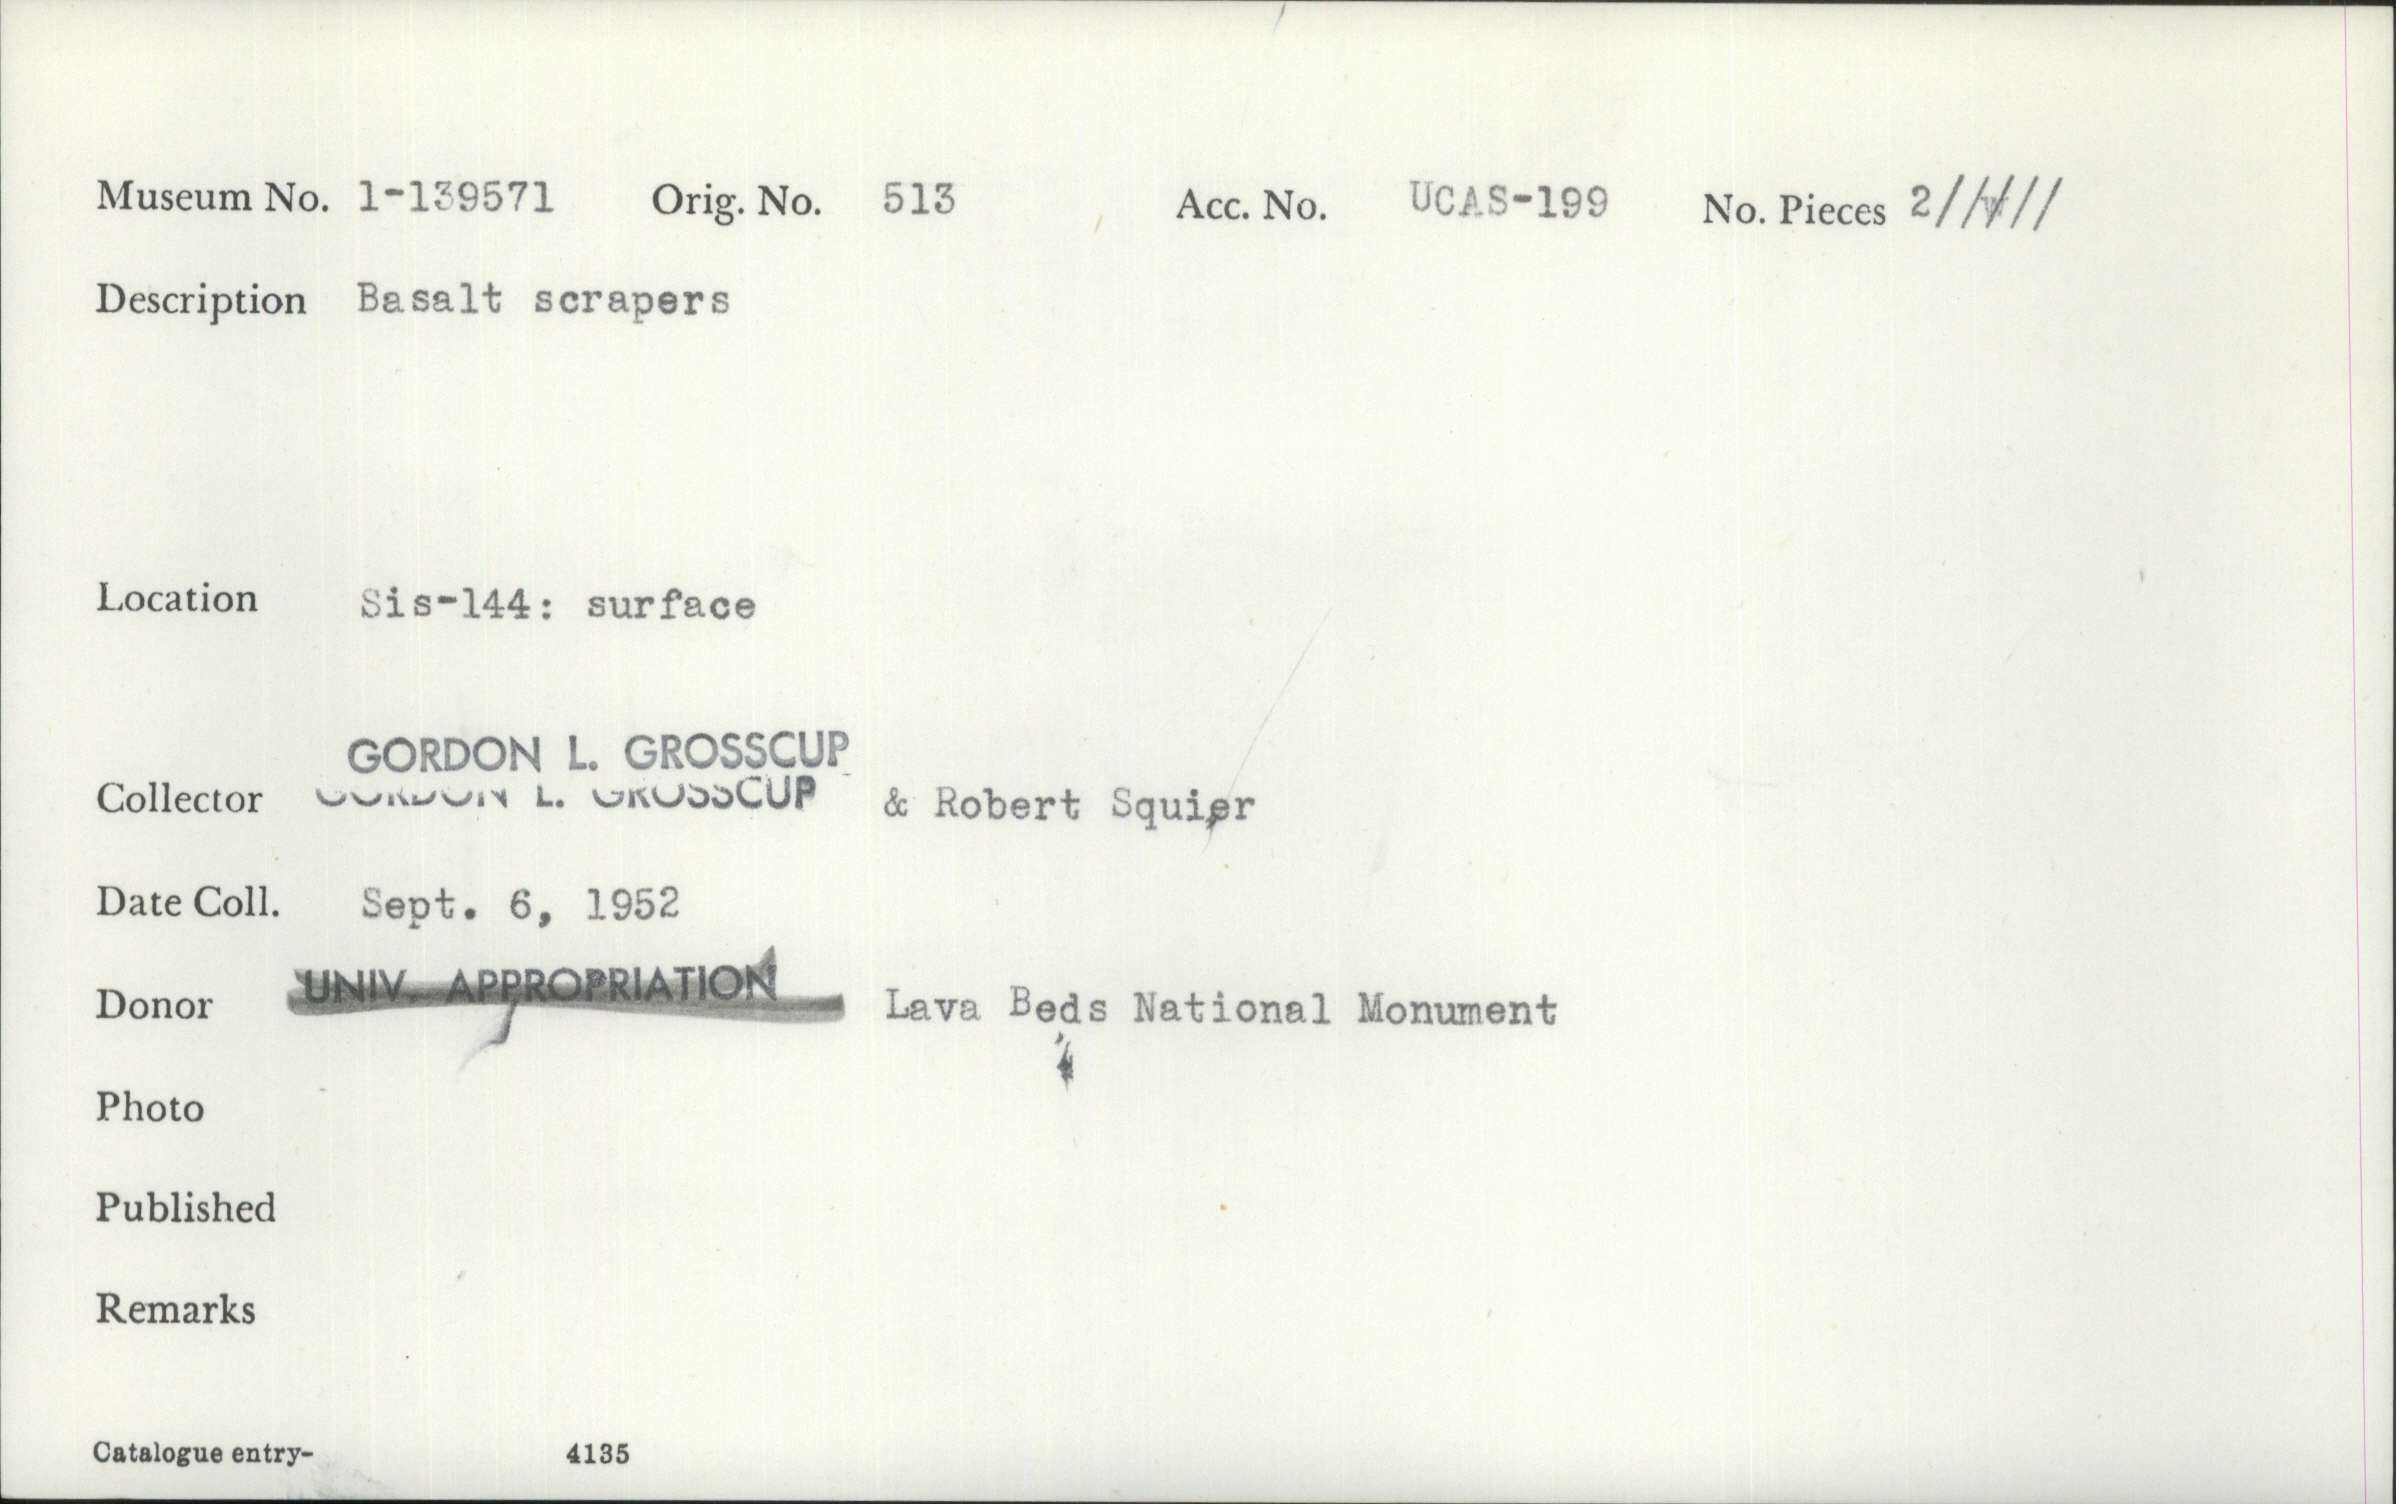 Museum No. 1-139571 Orig. No. 513 Acc. No. UCAS-199 No. Pieces 2/////
Description Basalt scrapers
Location Sis-144: surface
GORDON L. GROSSCUP
Collector GORDON L. GROSSCUP & Robert Squier
Date Coll. Sept. 6, 1952
Donor UNIV. APPROPRIATION Lava Beds National Monument
Photo
Published
Remarks
Catalogue entry- 4135